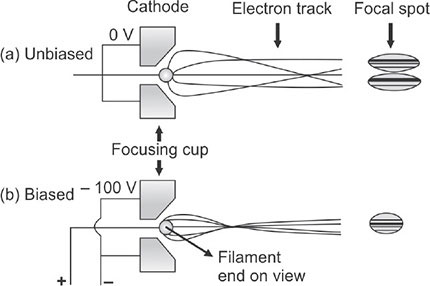 Cathode
Electron track
Focal spot
0 V
(a) Unbiased
Focusing cup
(b) Biased
– 100 V
Filament
end on view
+
–